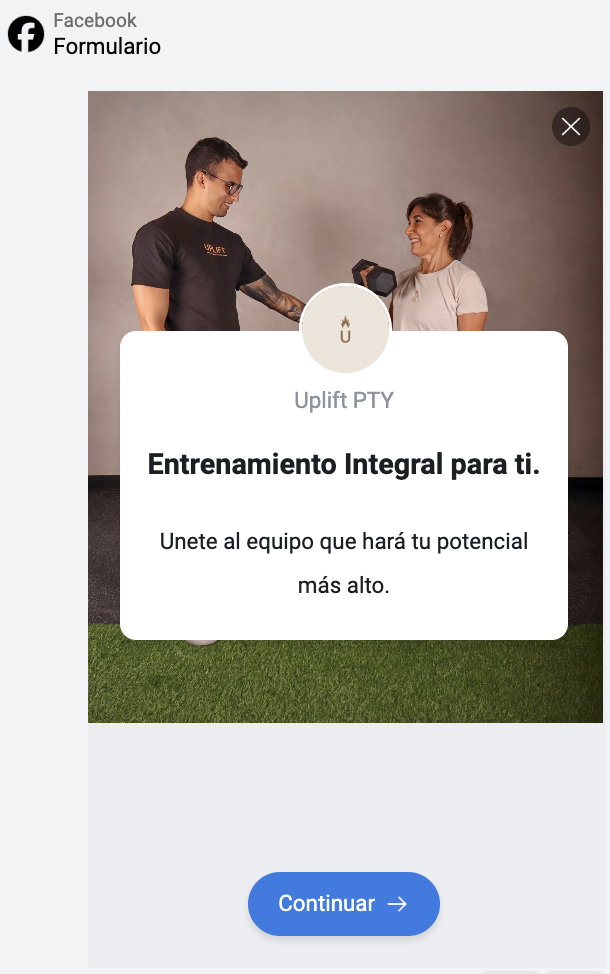 Facebook
Formulario
UPLIFT
U
Uplift PTY
Entrenamiento Integral para ti.
Unete al equipo que hará tu potencial
más alto.
Continuar